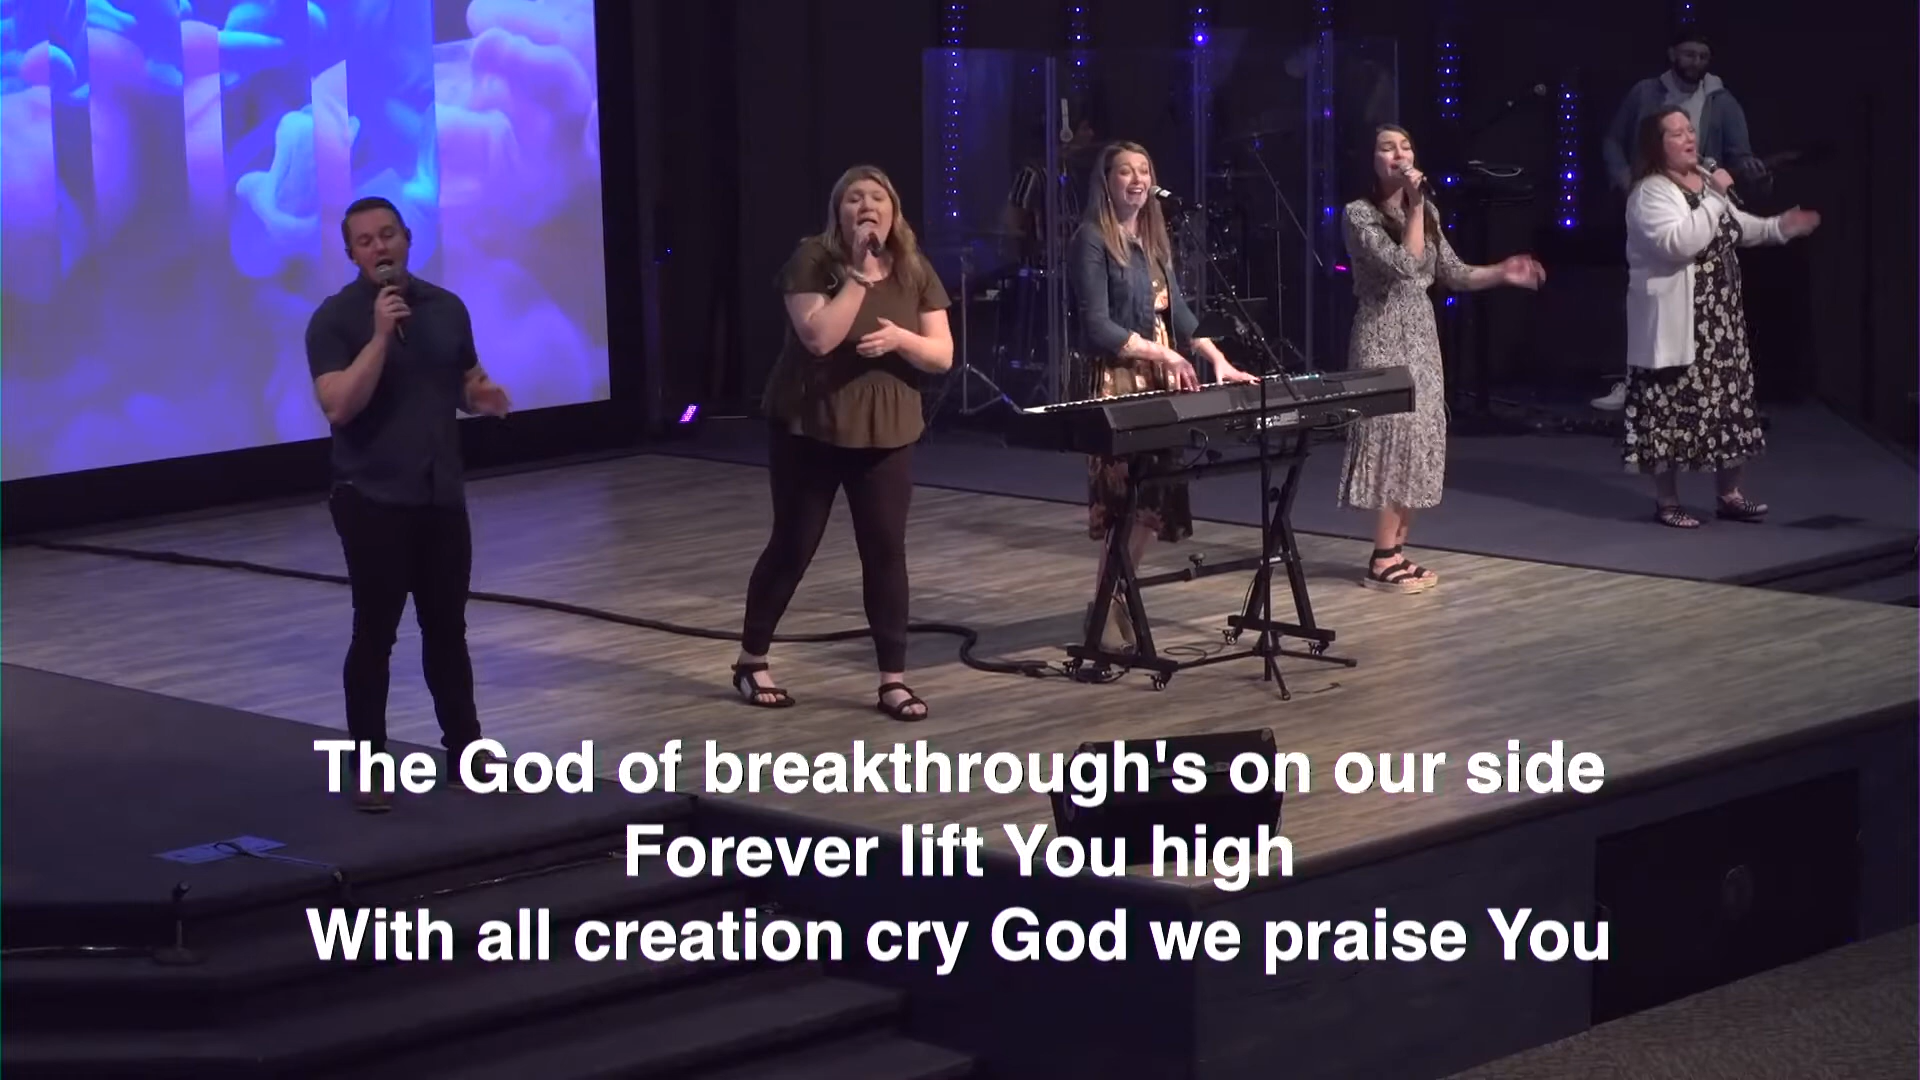 The God of breakthrough's on our side
Forever lift You high
With all creation cry God we praise You